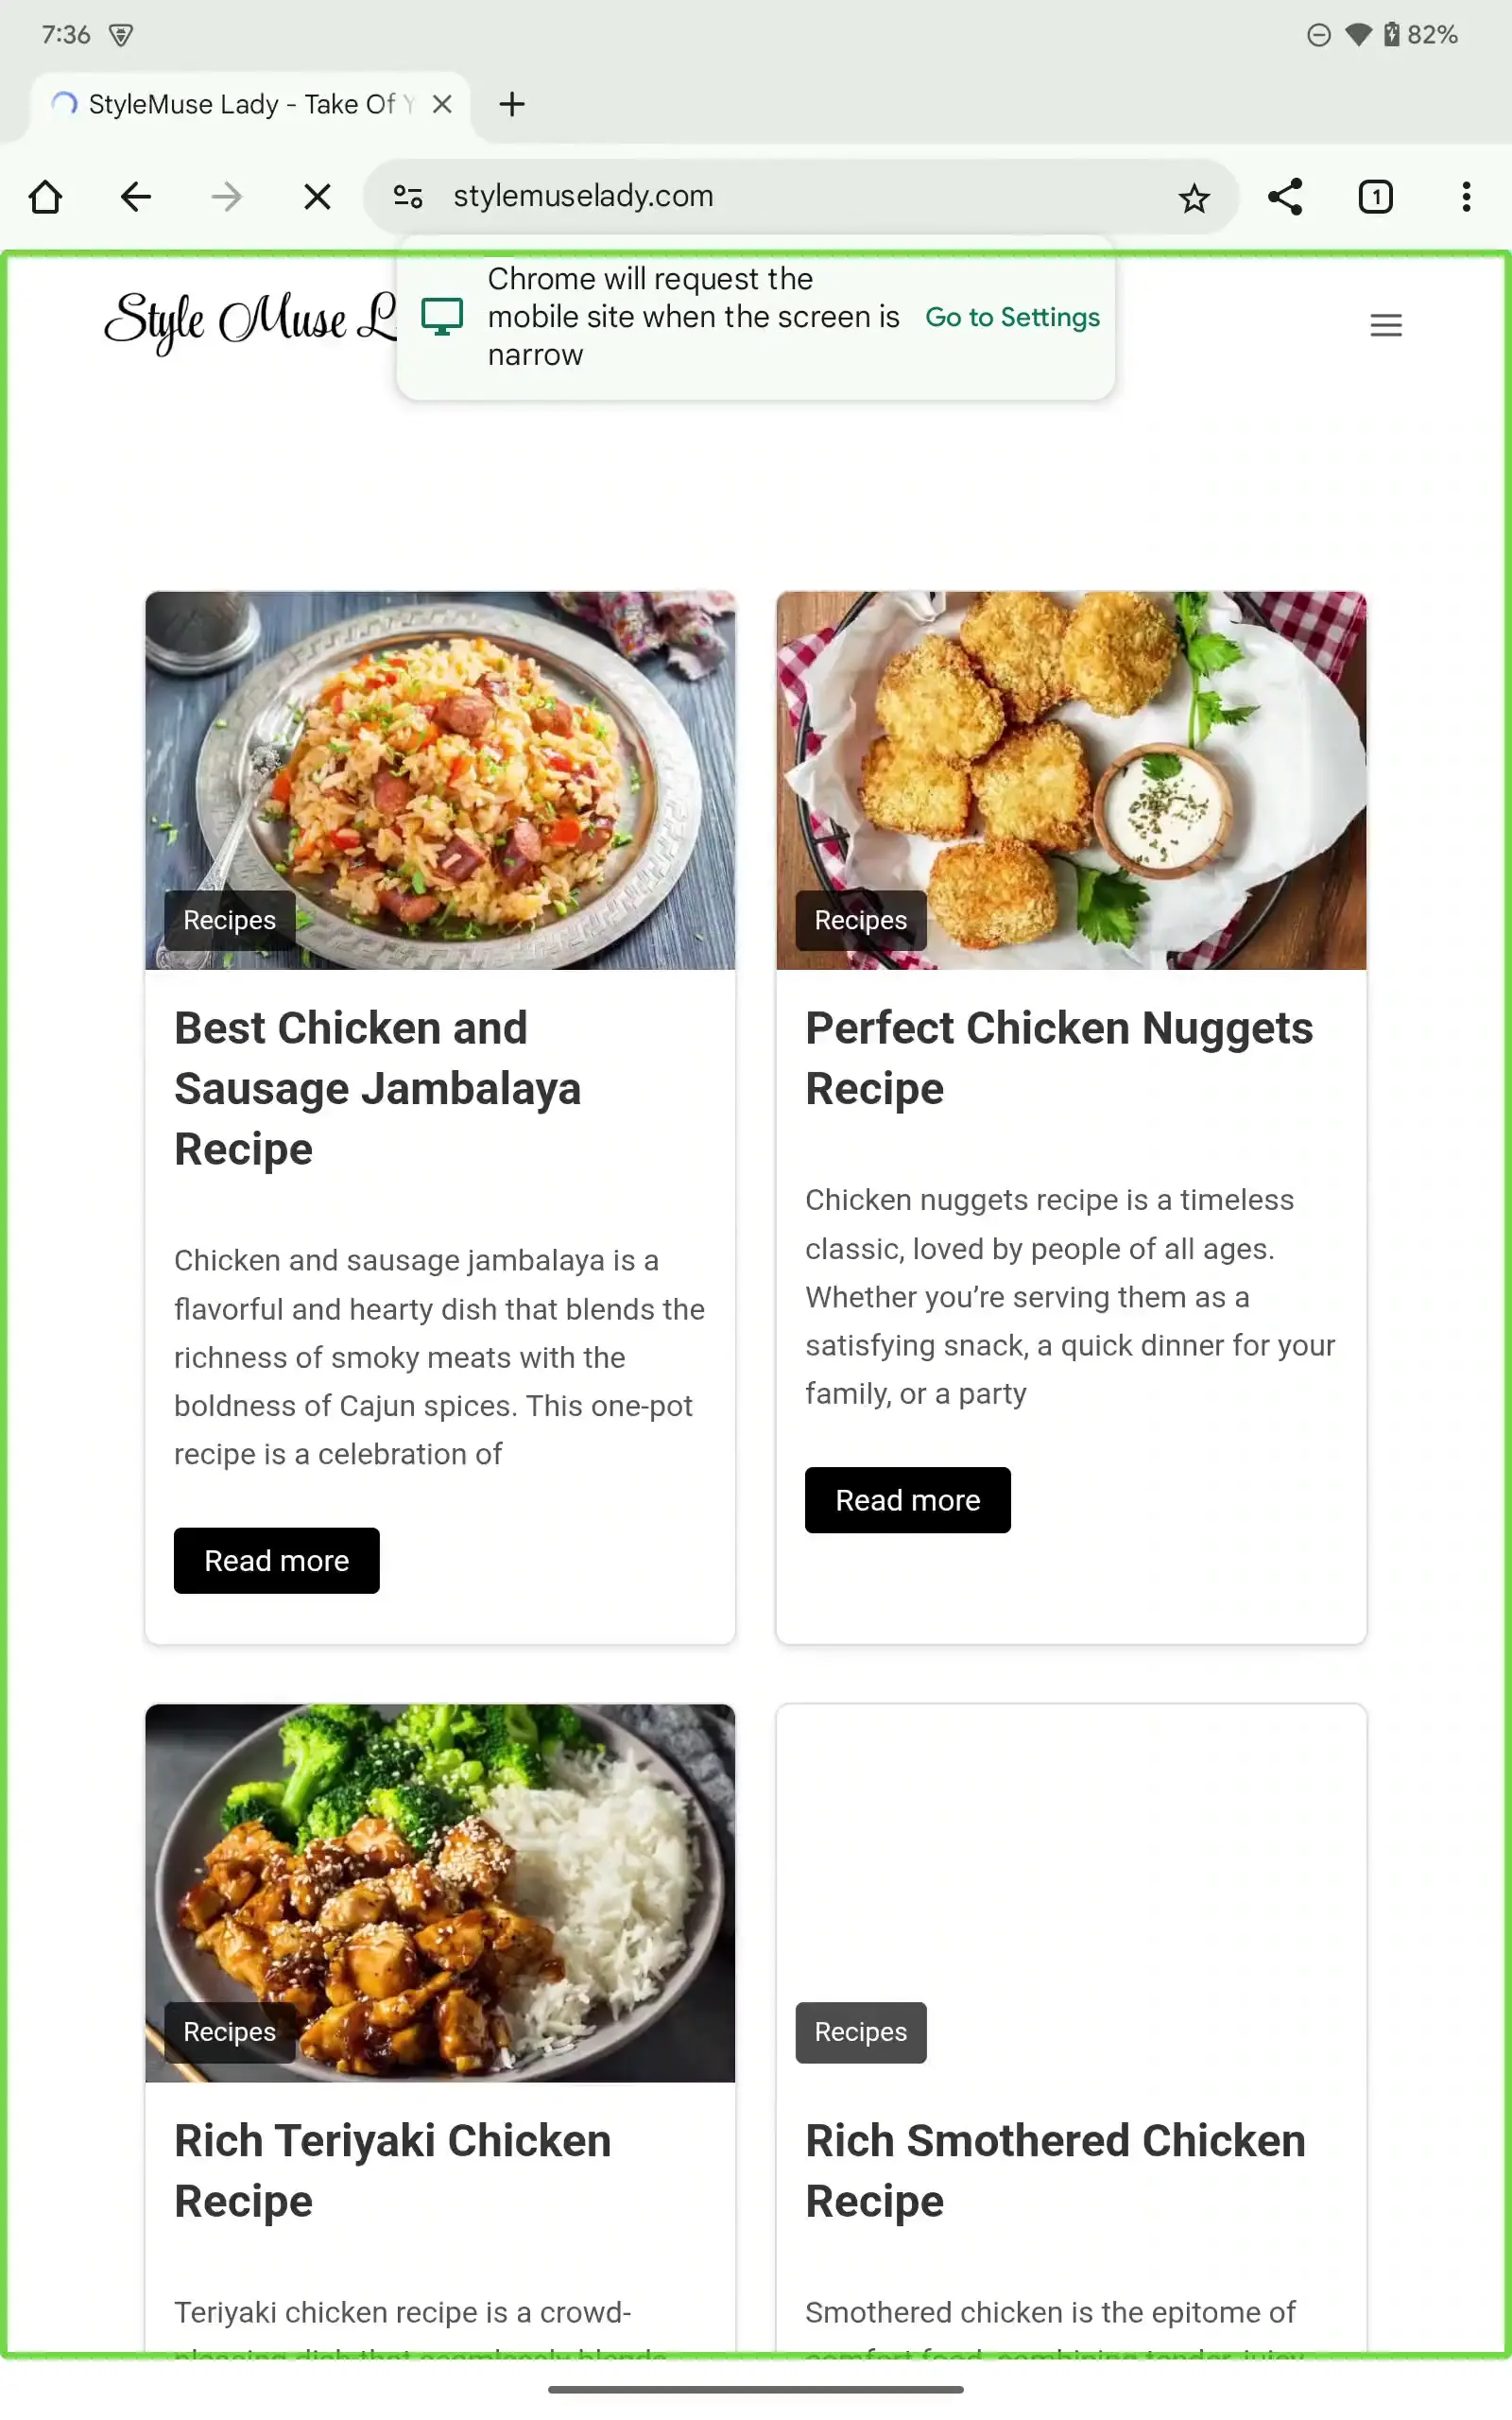 7:36
82%
StyleMuse Lady - Take Of Y
stylemuselady.com
1
Style Muse L
Chrome will request the
mobile site when the screen is
narrow
Go to Settings
Recipes
Best Chicken and
Sausage Jambalaya
Recipe
Chicken and sausage jambalaya is a
flavorful and hearty dish that blends the
richness of smoky meats with the
boldness of Cajun spices. This one-pot
recipe is a celebration of
Read more
Recipes
Perfect Chicken Nuggets
Recipe
Chicken nuggets recipe is a timeless
classic, loved by people of all ages.
Whether you’re serving them as a
satisfying snack, a quick dinner for your
family, or a party
Read more
Recipes
Rich Teriyaki Chicken
Recipe
Teriyaki chicken recipe is a crowd-
Recipes
Rich Smothered Chicken
Recipe
Smothered chicken is the epitome of